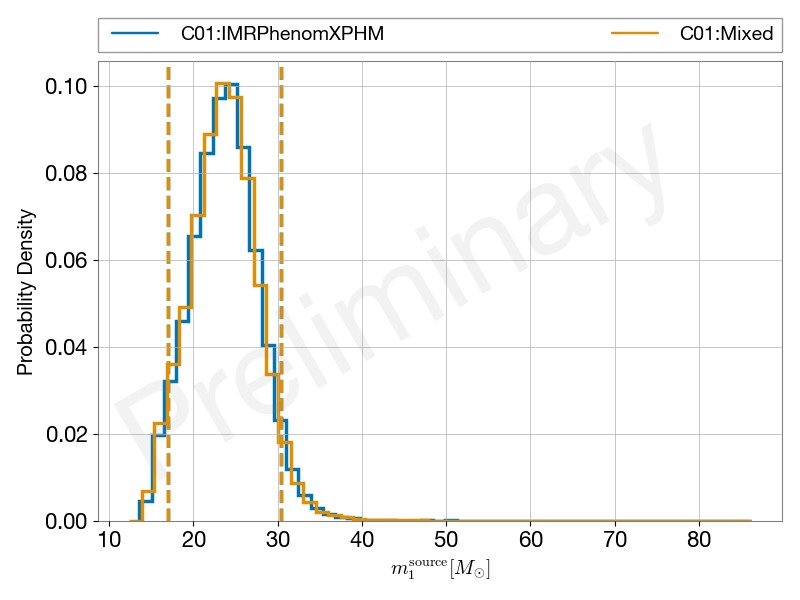 C01:IMRPhenomXPHM C01:Mixed
0.10
0.08
0.06
0.04
0.02
0.00
Probability Density
Preliminary
10 20 30 40 50 60 70 80
m₁^source [M⊙]